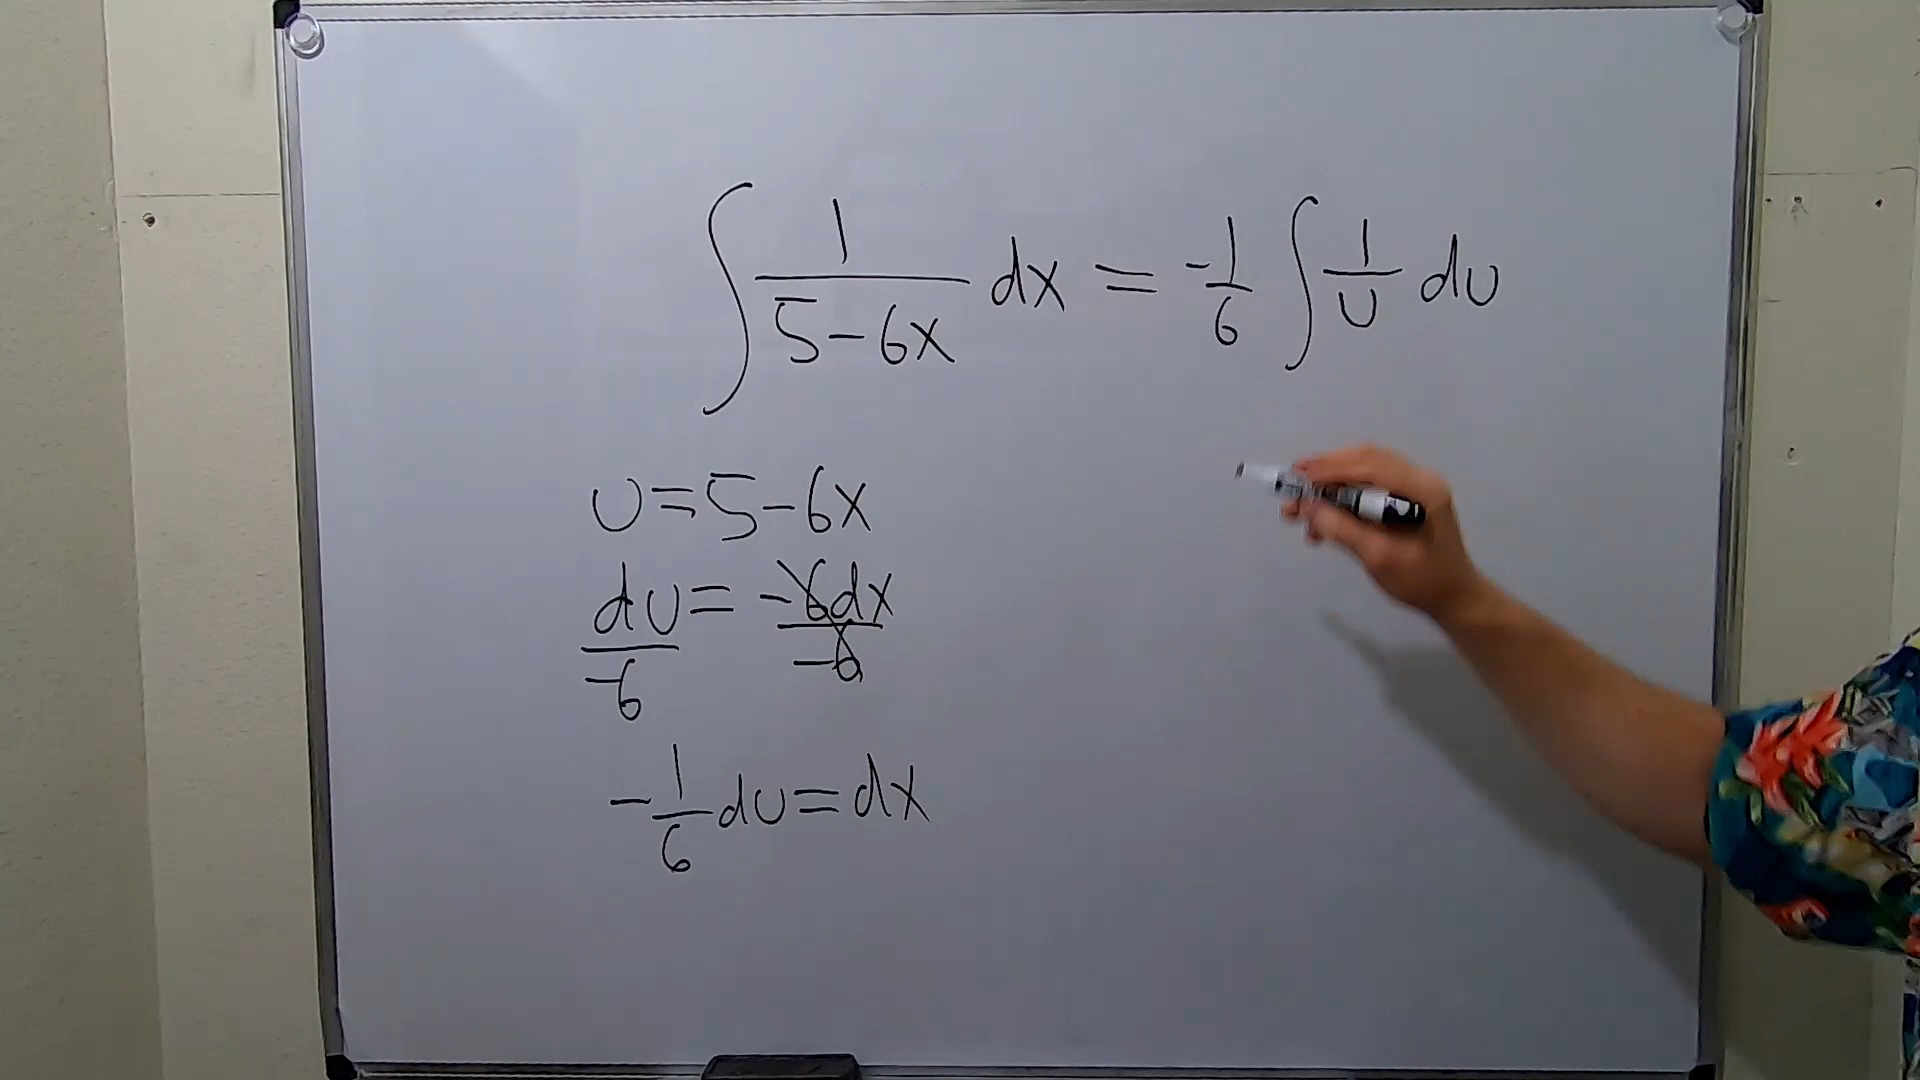 ∫ 1/(5-6x) dx = -1/6 ∫ 1/u du
u = 5-6x
du/-6 = -6dx/-6
-1/6 du = dx